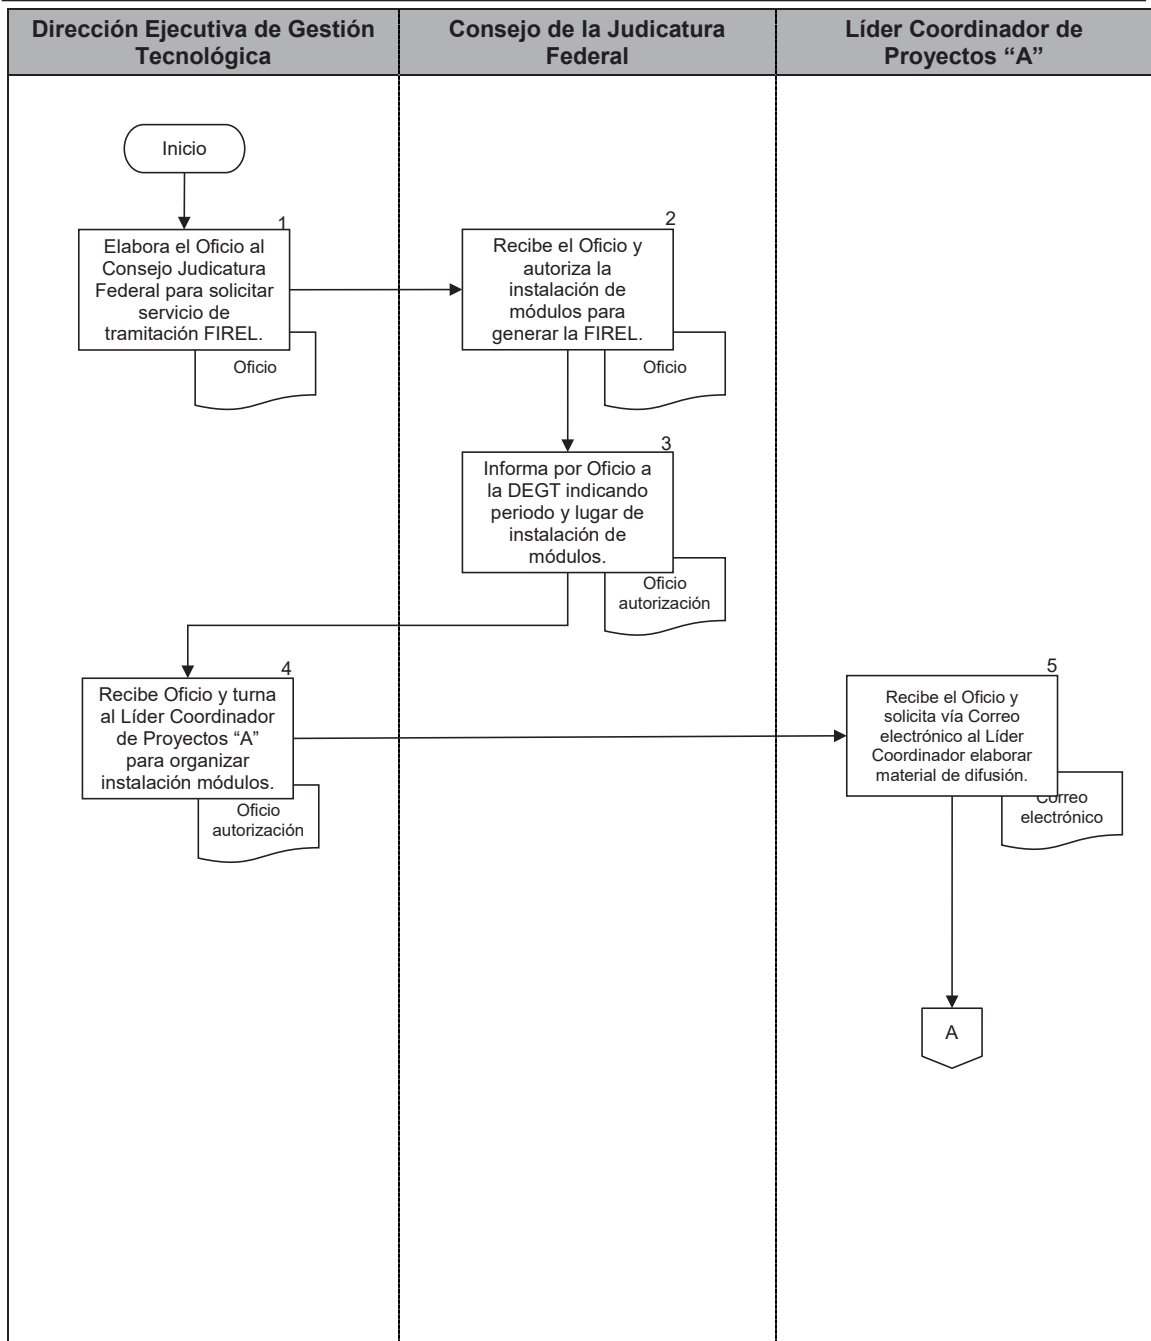 Dirección Ejecutiva de Gestión
Tecnológica
Consejo de la Judicatura
Federal
Líder Coordinador de
Proyectos “A”
Inicio
1
Elabora el Oficio al
Consejo Judicatura
Federal para solicitar
servicio de
tramitación FIREL.
Oficio
2
Recibe el Oficio y
autoriza la
instalación de
módulos para
generar la FIREL.
Oficio
3
Informa por Oficio a
la DEGT indicando
periodo y lugar de
instalación de
módulos.
Oficio
autorización
4
Recibe Oficio y turna
al Líder Coordinador
de Proyectos “A”
para organizar
instalación módulos.
Oficio
autorización
5
Recibe el Oficio y
solicita vía Correo
electrónico al Líder
Coordinador elaborar
material de difusión.
Correo
electrónico
A